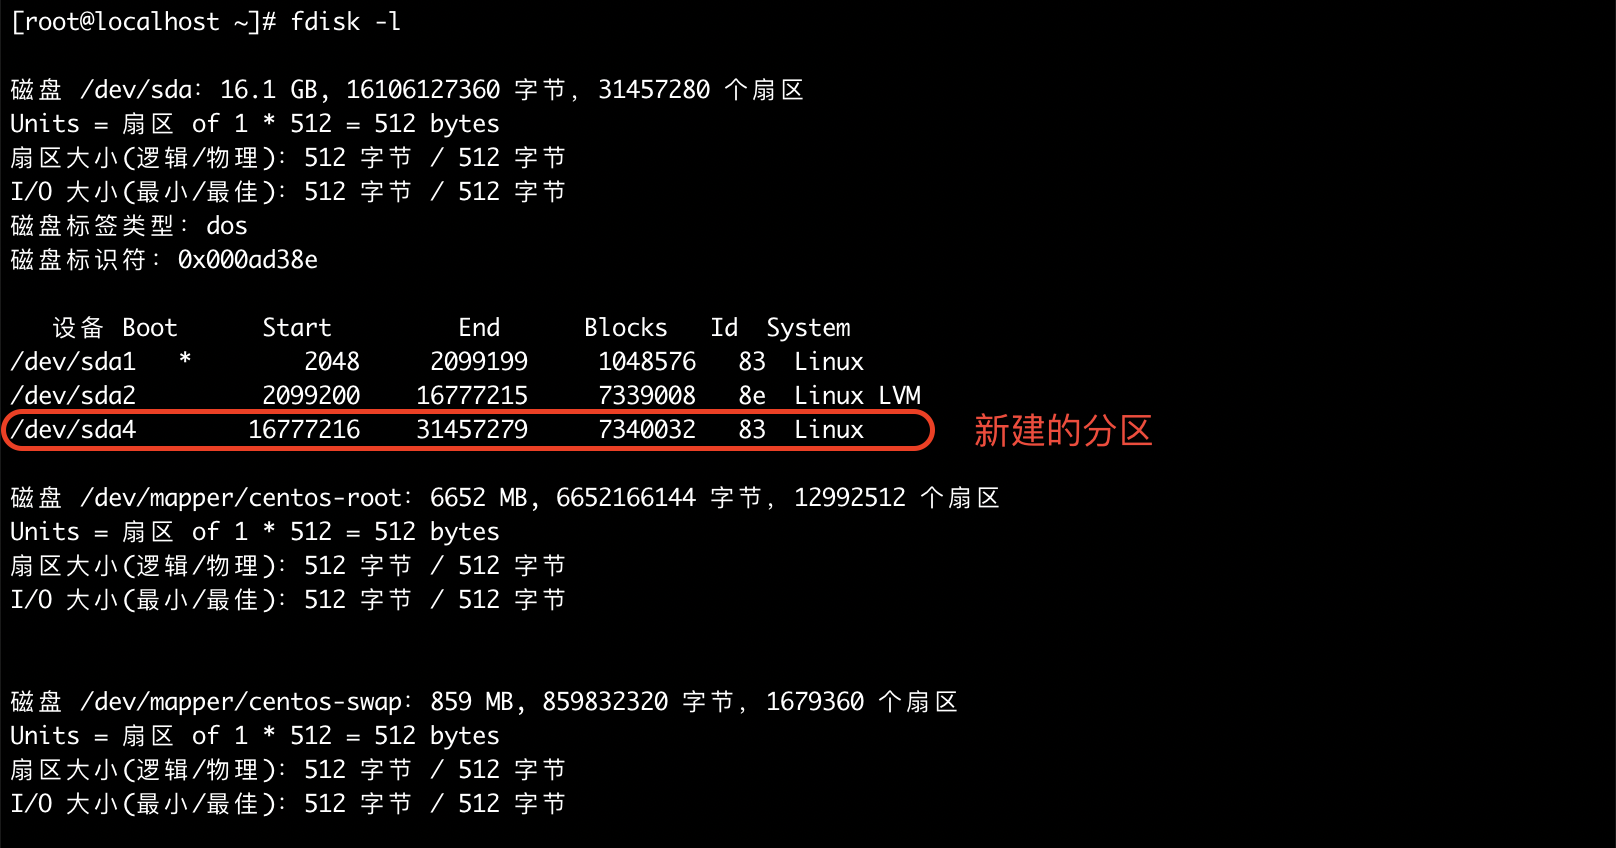 [root@localhost ~]# fdisk -l
磁盘 /dev/sda：16.1 GB, 16106127360 字节，31457280 个扇区
Units = 扇区 of 1 * 512 = 512 bytes
扇区大小(逻辑/物理)：512 字节 / 512 字节
I/O 大小(最小/最佳)：512 字节 / 512 字节
磁盘标签类型：dos
磁盘标识符：0x000ad38e
设备 Boot      Start         End      Blocks   Id  System
/dev/sda1   *        2048     2099199     1048576   83  Linux
/dev/sda2         2099200    16777215     7339008   8e  Linux LVM
/dev/sda4        16777216    31457279     7340032   83  Linux 新建的分区
磁盘 /dev/mapper/centos-root：6652 MB, 6652166144 字节，12992512 个扇区
Units = 扇区 of 1 * 512 = 512 bytes
扇区大小(逻辑/物理)：512 字节 / 512 字节
I/O 大小(最小/最佳)：512 字节 / 512 字节
磁盘 /dev/mapper/centos-swap：859 MB, 859832320 字节，1679360 个扇区
Units = 扇区 of 1 * 512 = 512 bytes
扇区大小(逻辑/物理)：512 字节 / 512 字节
I/O 大小(最小/最佳)：512 字节 / 512 字节